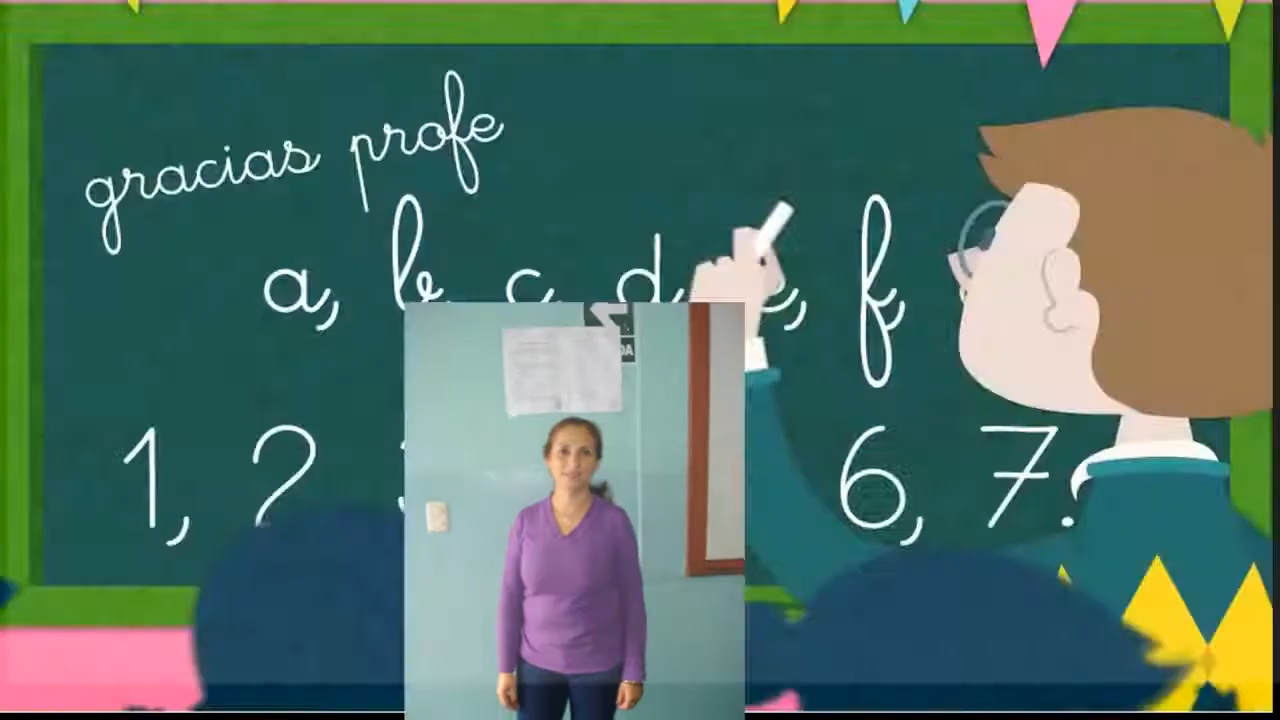 gracias profe
a, b, c, d, e, f,
1, 2
6, 7.